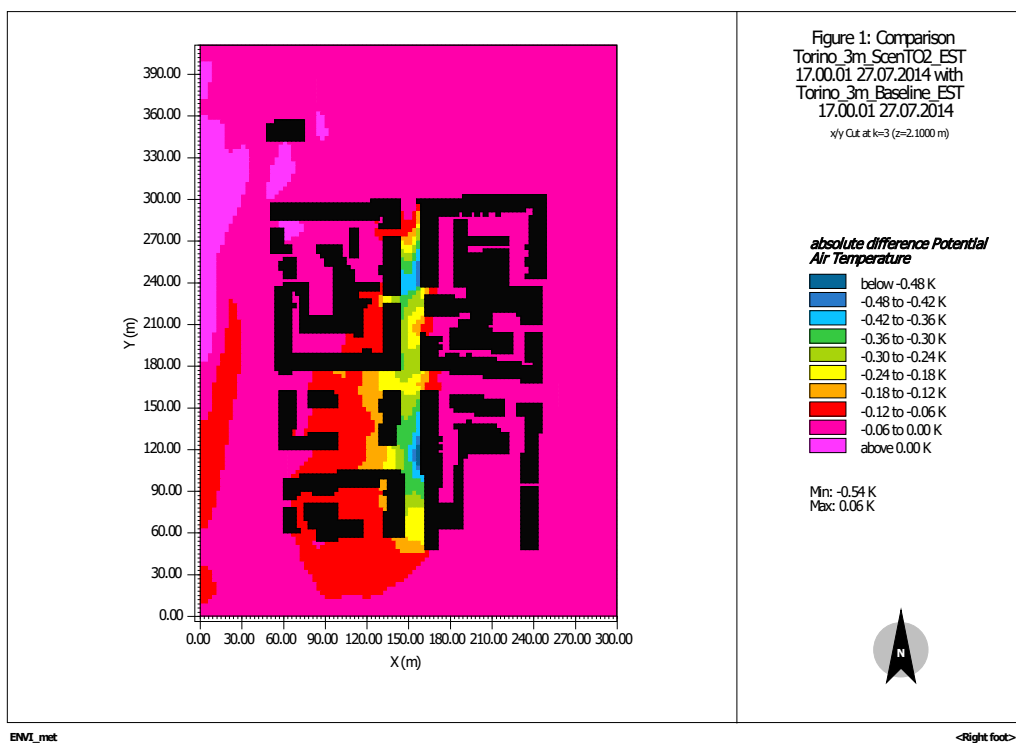 Figure 1: Comparison
Torino_3m_ScenTO2_EST
17.00.01 27.07.2014 with
Torino_3m_Baseline_EST
17.00.01 27.07.2014
x/y Cut at k=3 (z=2.1000 m)
390.00
360.00
330.00
300.00
270.00
240.00
210.00
180.00
150.00
120.00
90.00
60.00
30.00
0.00
Y (m)
0.00 30.00 60.00 90.00 120.00 150.00 180.00 210.00 240.00 270.00 300.00
X (m)
absolute difference Potential
Air Temperature
below -0.48 K
-0.48 to -0.42 K
-0.42 to -0.36 K
-0.36 to -0.30 K
-0.30 to -0.24 K
-0.24 to -0.18 K
-0.18 to -0.12 K
-0.12 to -0.06 K
-0.06 to 0.00 K
above 0.00 K
Min: -0.54 K
Max: 0.06 K
N
ENVI_met
<Right foot>